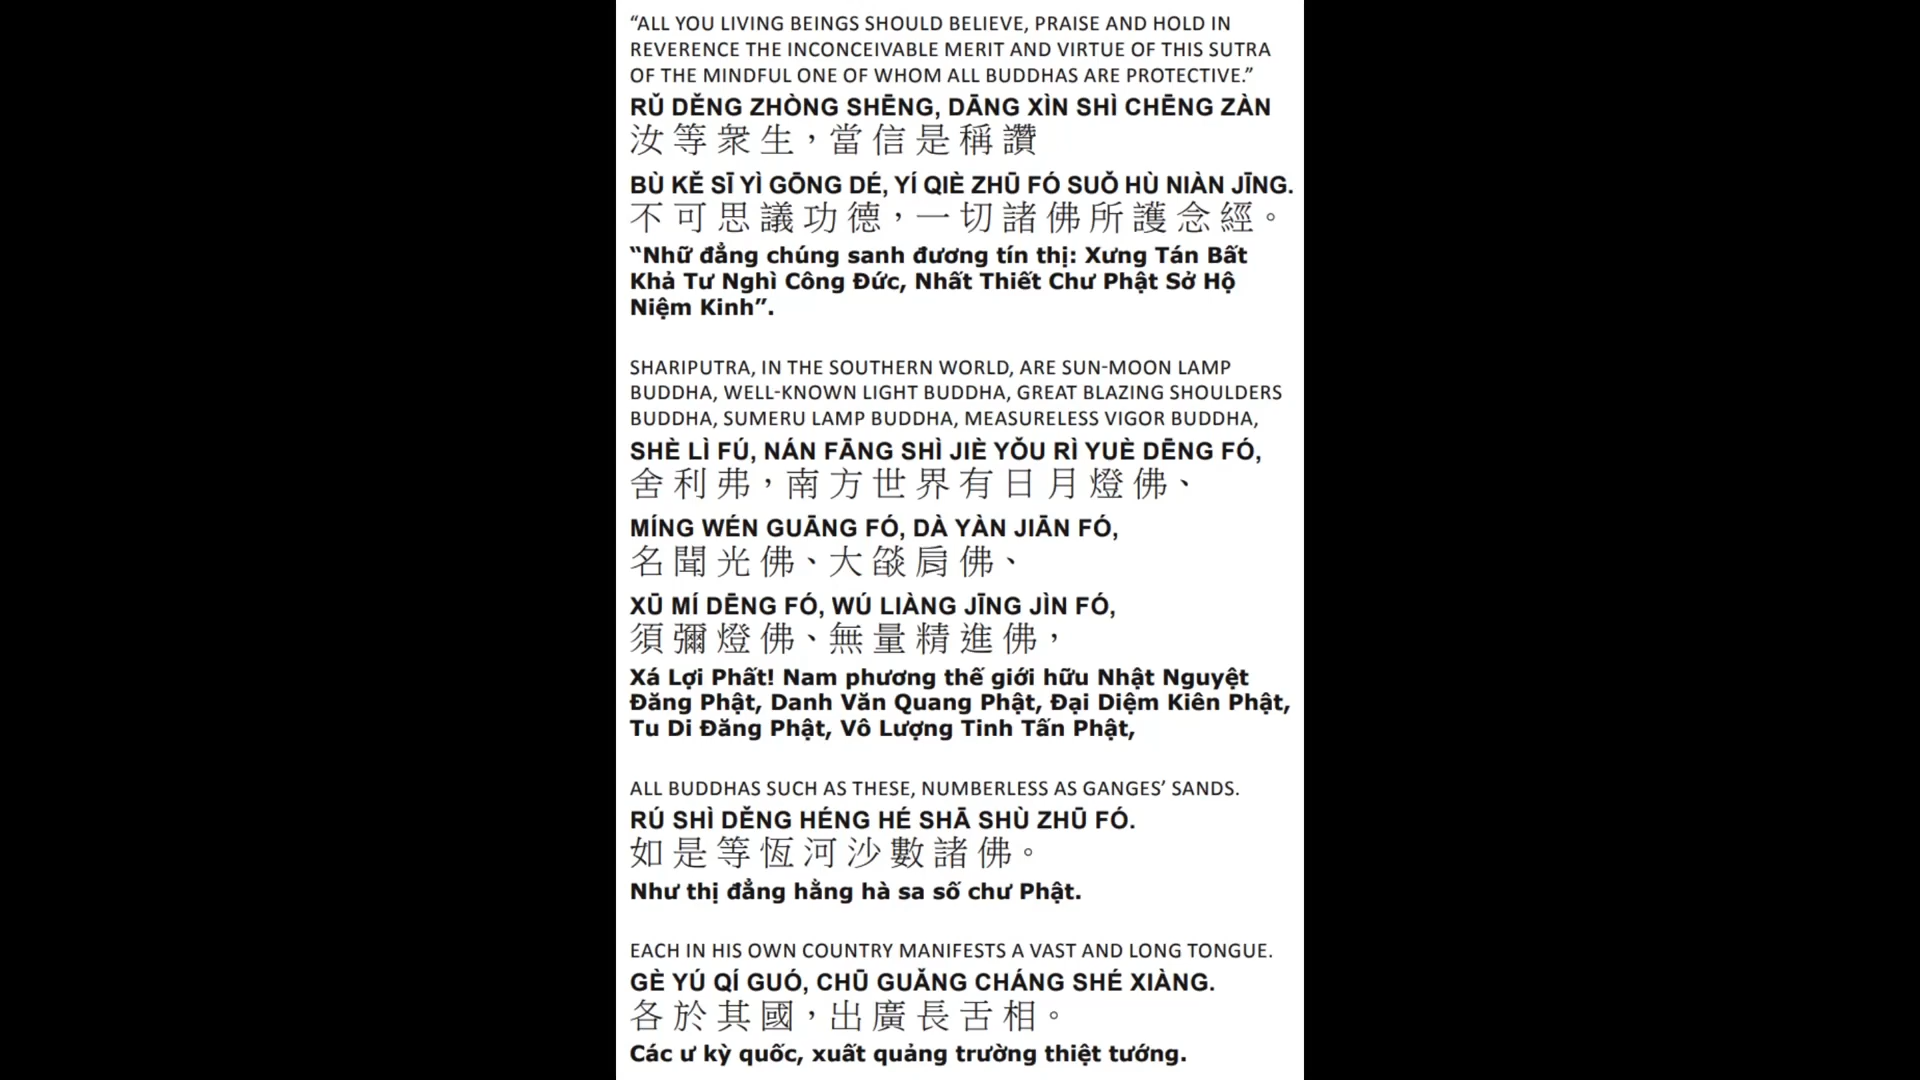 “ALL YOU LIVING BEINGS SHOULD BELIEVE, PRAISE AND HOLD IN
REVERENCE THE INCONCEIVABLE MERIT AND VIRTUE OF THIS SUTRA
OF THE MINDFUL ONE OF WHOM ALL BUDDHAS ARE PROTECTIVE.”
RǓ DĚNG ZHÒNG SHĒNG, DĀNG XÌN SHÌ CHĒNG ZÀN
汝等衆生，當信是稱讚
BÙ KĚ SĪ YÌ GŌNG DÉ, YÍ QIÈ ZHŪ FÓ SUǑ HÙ NIÀN JĪNG.
不可思議功德，一切諸佛所護念經。
“Nhữ đẳng chúng sanh đương tín thị: Xưng Tán Bất
Khả Tư Nghì Công Đức, Nhất Thiết Chư Phật Sở Hộ
Niệm Kinh”.
SHARIPUTRA, IN THE SOUTHERN WORLD, ARE SUN-MOON LAMP
BUDDHA, WELL-KNOWN LIGHT BUDDHA, GREAT BLAZING SHOULDERS
BUDDHA, SUMERU LAMP BUDDHA, MEASURELESS VIGOR BUDDHA,
SHÈ LÌ FÚ, NÁN FĀNG SHÌ JIÈ YǑU RÌ YUÈ DĒNG FÓ,
舍利弗，南方世界有日月燈佛、
MÍNG WÉN GUĀNG FÓ, DÀ YÀN JIĀN FÓ,
名聞光佛、大燄肩佛、
XŪ MÍ DĒNG FÓ, WÚ LIÀNG JĪNG JÌN FÓ,
須彌燈佛、無量精進佛，
Xá Lợi Phất! Nam phương thế giới hữu Nhật Nguyệt
Đăng Phật, Danh Văn Quang Phật, Đại Diệm Kiên Phật,
Tu Di Đăng Phật, Vô Lượng Tinh Tấn Phật,
ALL BUDDHAS SUCH AS THESE, NUMBERLESS AS GANGES’ SANDS.
RÚ SHÌ DĚNG HÉNG HÉ SHĀ SHÙ ZHŪ FÓ.
如是等恆河沙數諸佛。
Như thị đẳng hằng hà sa số chư Phật.
EACH IN HIS OWN COUNTRY MANIFESTS A VAST AND LONG TONGUE.
GÈ YÚ QÍ GUÓ, CHŪ GUǍNG CHÁNG SHÉ XIÀNG.
各於其國，出廣長舌相。
Các ư kỳ quốc, xuất quảng trường thiệt tướng.